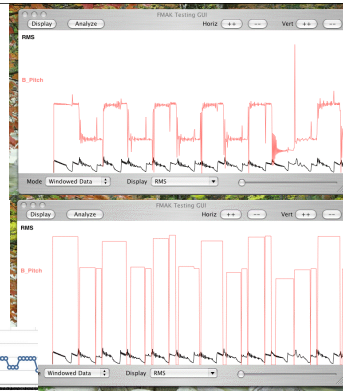 FMAK Testing GUI
Display Analyze Horiz ++ -- Vert ++ --
RMS
B_Pitch
Mode Windowed Data Display RMS
FMAK Testing GUI
Display Analyze Horiz ++ -- Vert ++ --
RMS
B_Pitch
Windowed Data Display RMS